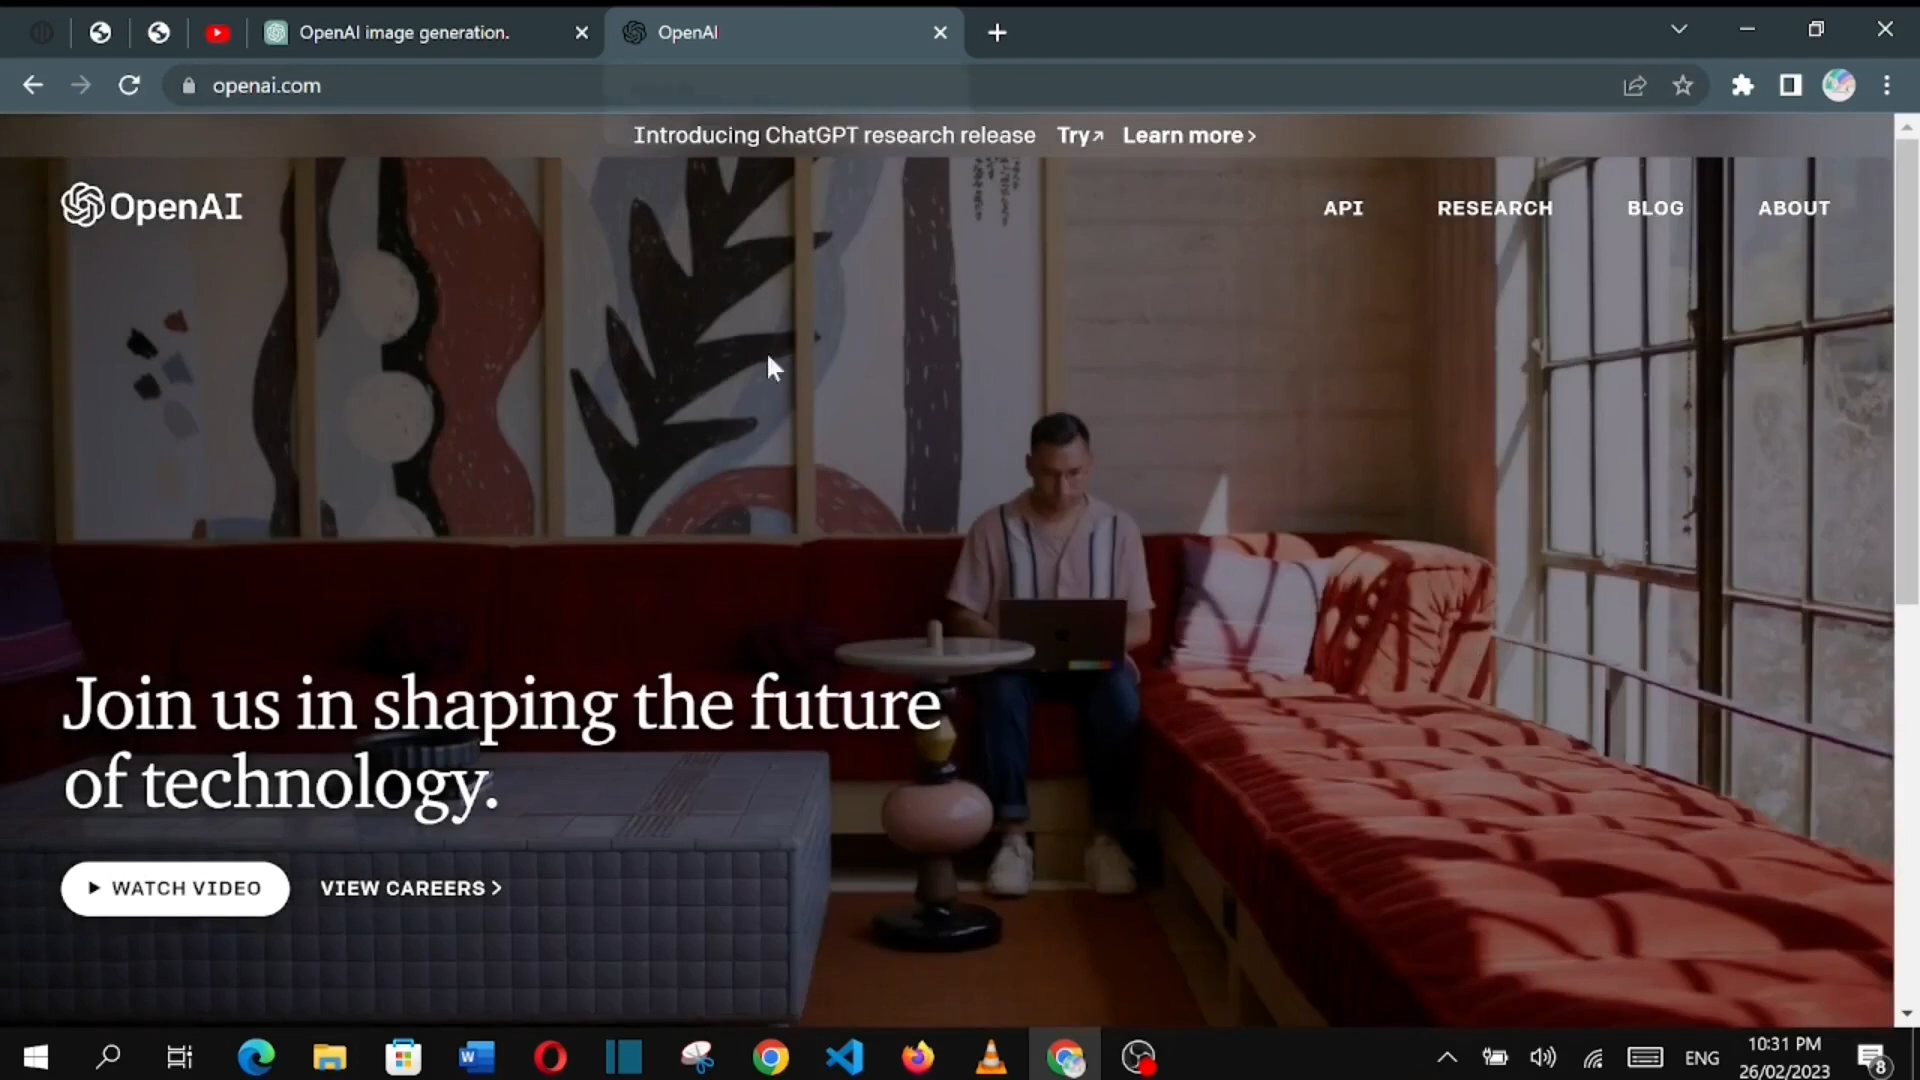 OpenAI image generation.
OpenAI
openai.com
Introducing ChatGPT research release Try Learn more
OpenAI
API RESEARCH BLOG ABOUT
Join us in shaping the future
of technology.
WATCH VIDEO VIEW CAREERS
ENG
10:31 PM
26/02/2023
8